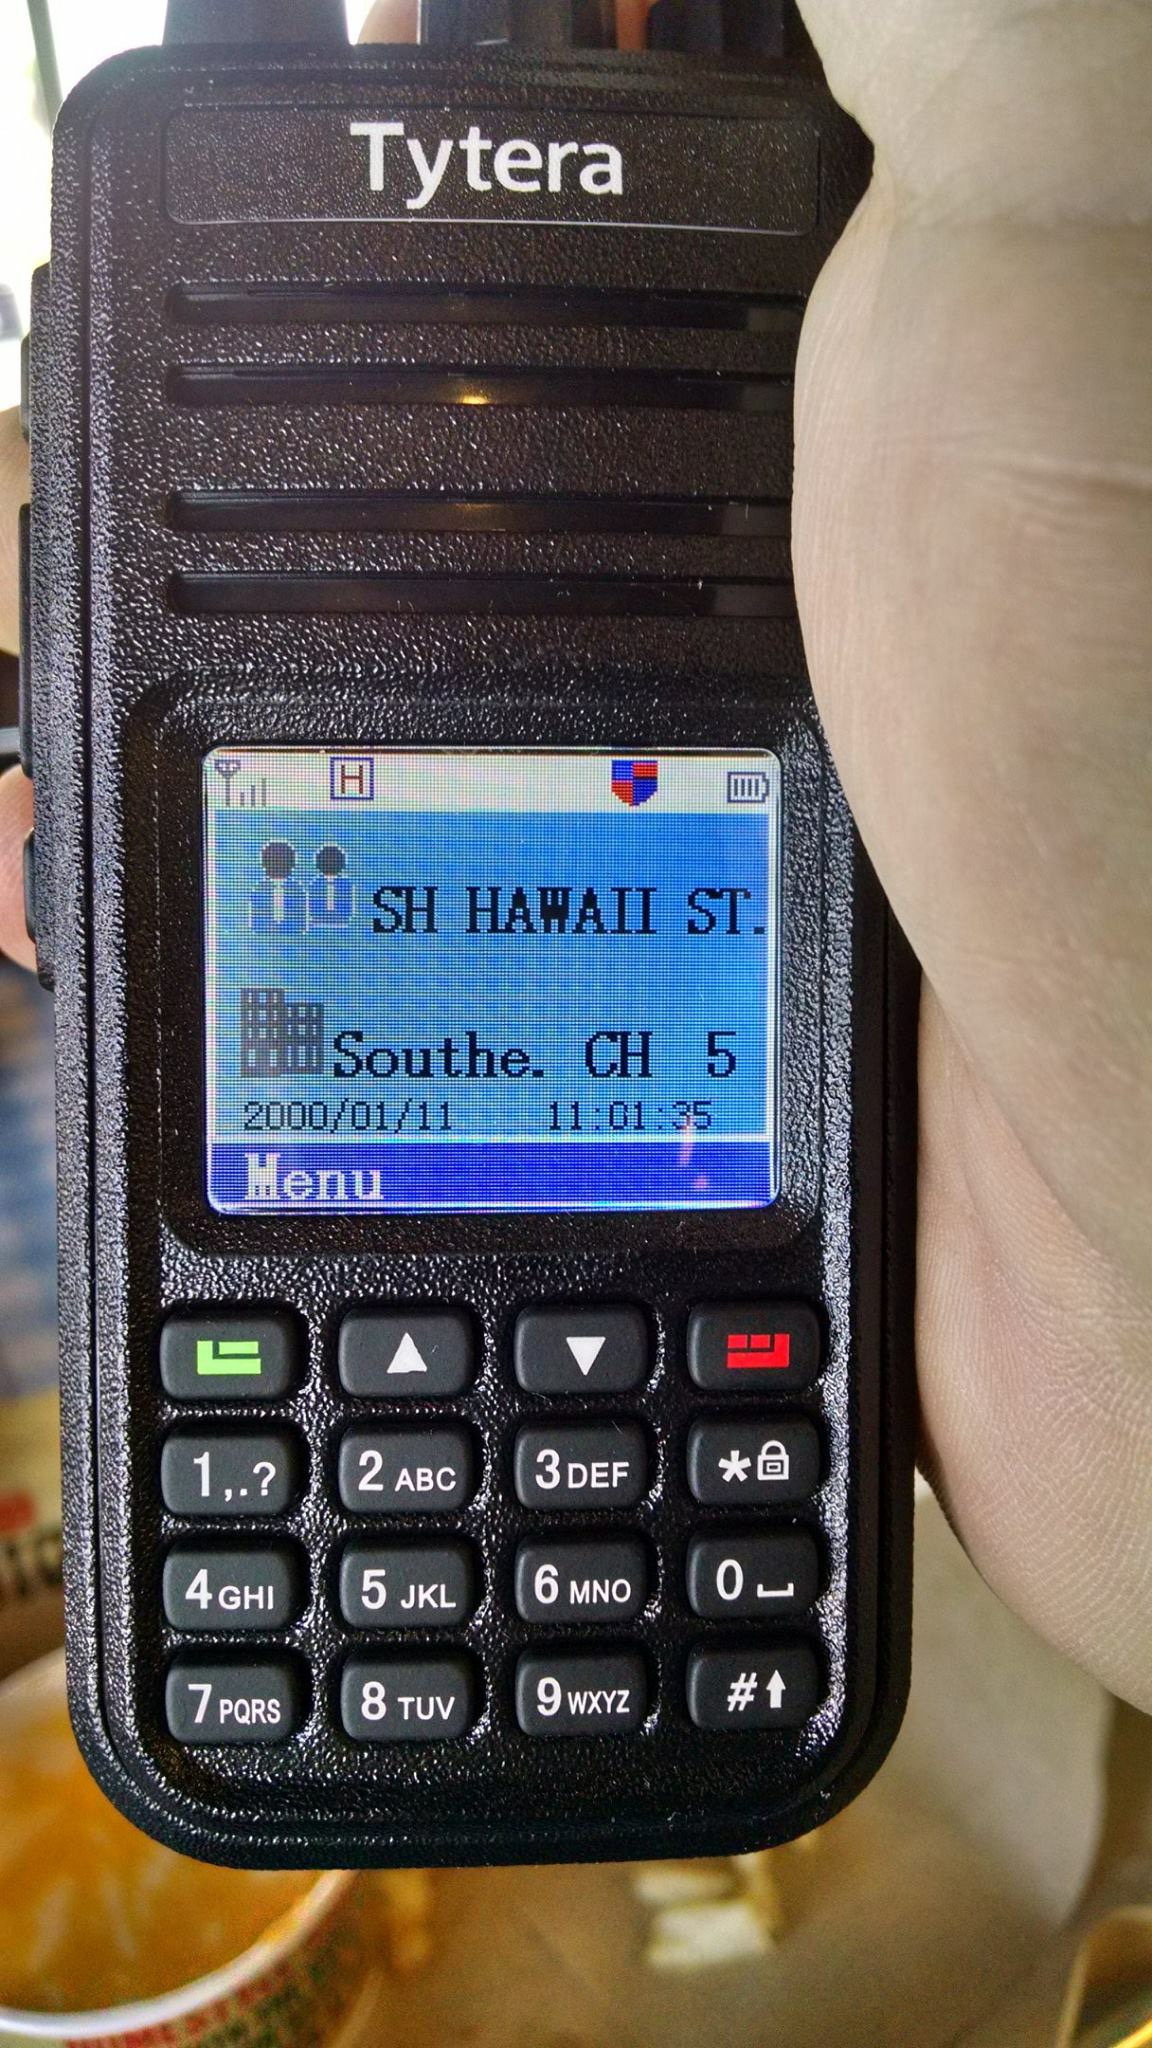 Tytera
H
SH HAWAII ST.
Southe. CH 5
2000/01/11 11:01:35
Menu
1,.? 2 ABC 3 DEF *
4 GHI 5 JKL 6 MNO 0
7 PQRS 8 TUV 9 WXYZ #